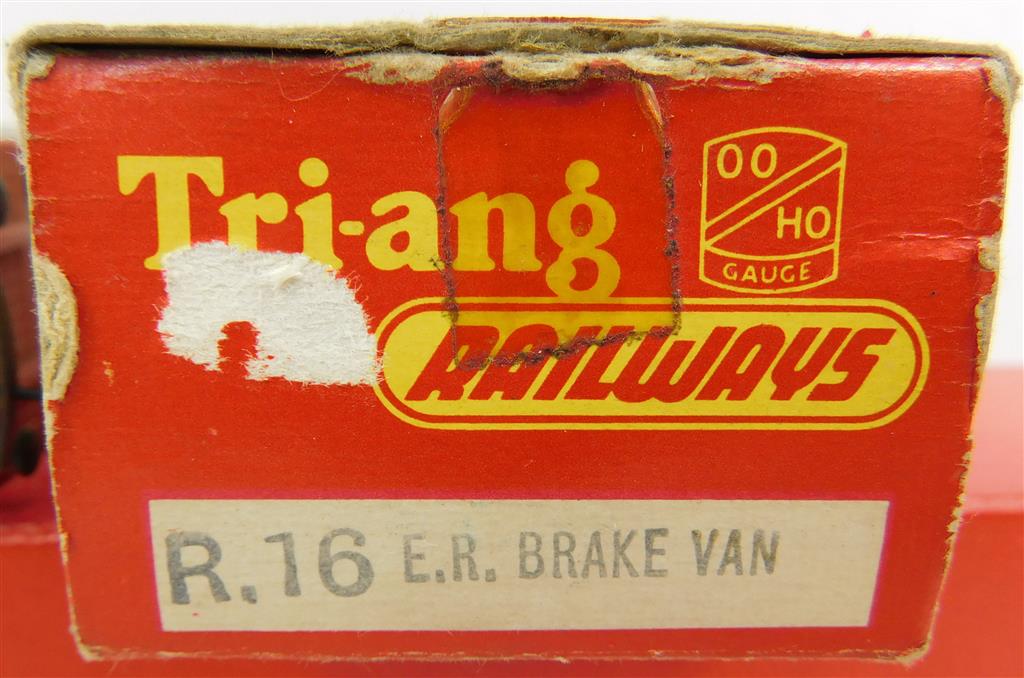 Tri-ang
OO
HO
GAUGE
RAILWAYS
R.16 E.R. BRAKE VAN